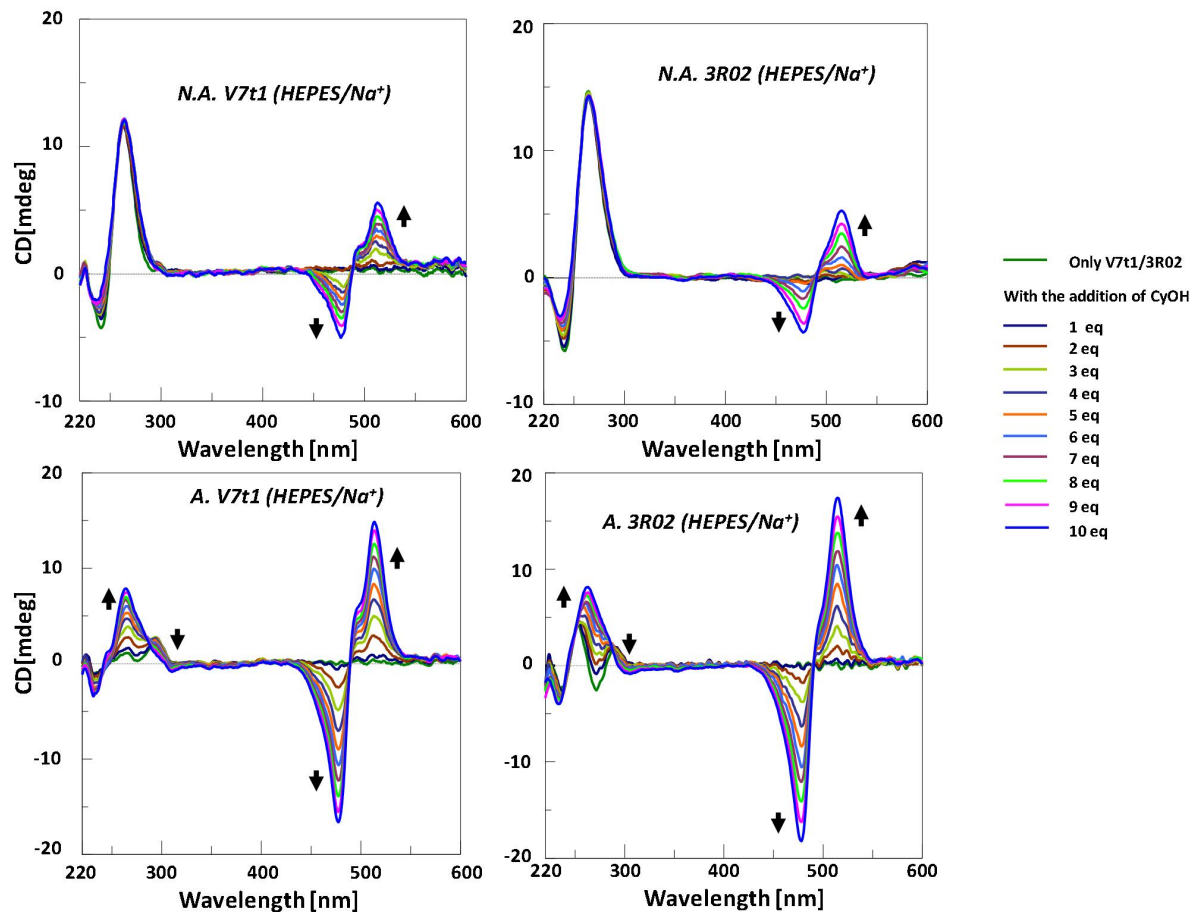 20
N.A. V7t1 (HEPES/Na⁺)
10
CD[mdeg]
0
-10
220 300 400 500 600
Wavelength [nm]
20
N.A. 3R02 (HEPES/Na⁺)
10
0
-10
220 300 400 500 600
Wavelength [nm]
20
A. V7t1 (HEPES/Na⁺)
10
CD[mdeg]
0
-10
-20
220 300 400 500 600
Wavelength [nm]
20
A. 3R02 (HEPES/Na⁺)
10
0
-10
-20
220 300 400 500 600
Wavelength [nm]
Only V7t1/3R02
With the addition of CyOH
1 eq
2 eq
3 eq
4 eq
5 eq
6 eq
7 eq
8 eq
9 eq
10 eq